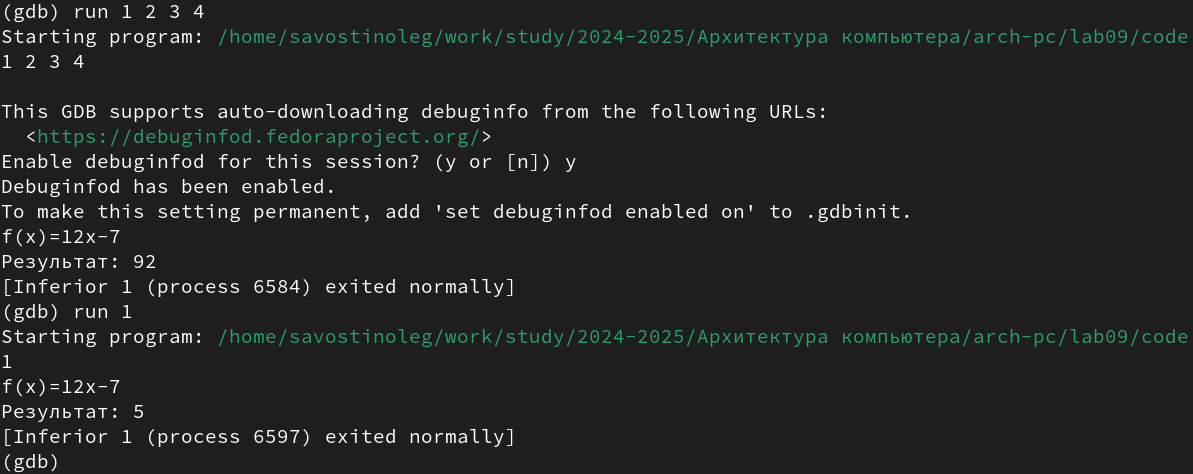 (gdb) run 1 2 3 4
Starting program: /home/savostinoleg/work/study/2024-2025/Архитектура компьютера/arch-pc/lab09/code
1 2 3 4
This GDB supports auto-downloading debuginfo from the following URLs:
<https://debuginfod.fedoraproject.org/>
Enable debuginfod for this session? (y or [n]) y
Debuginfod has been enabled.
To make this setting permanent, add 'set debuginfod enabled on' to .gdbinit.
f(x)=12x-7
Результат: 92
[Inferior 1 (process 6584) exited normally]
(gdb) run 1
Starting program: /home/savostinoleg/work/study/2024-2025/Архитектура компьютера/arch-pc/lab09/code
1
f(x)=12x-7
Результат: 5
[Inferior 1 (process 6597) exited normally]
(gdb)